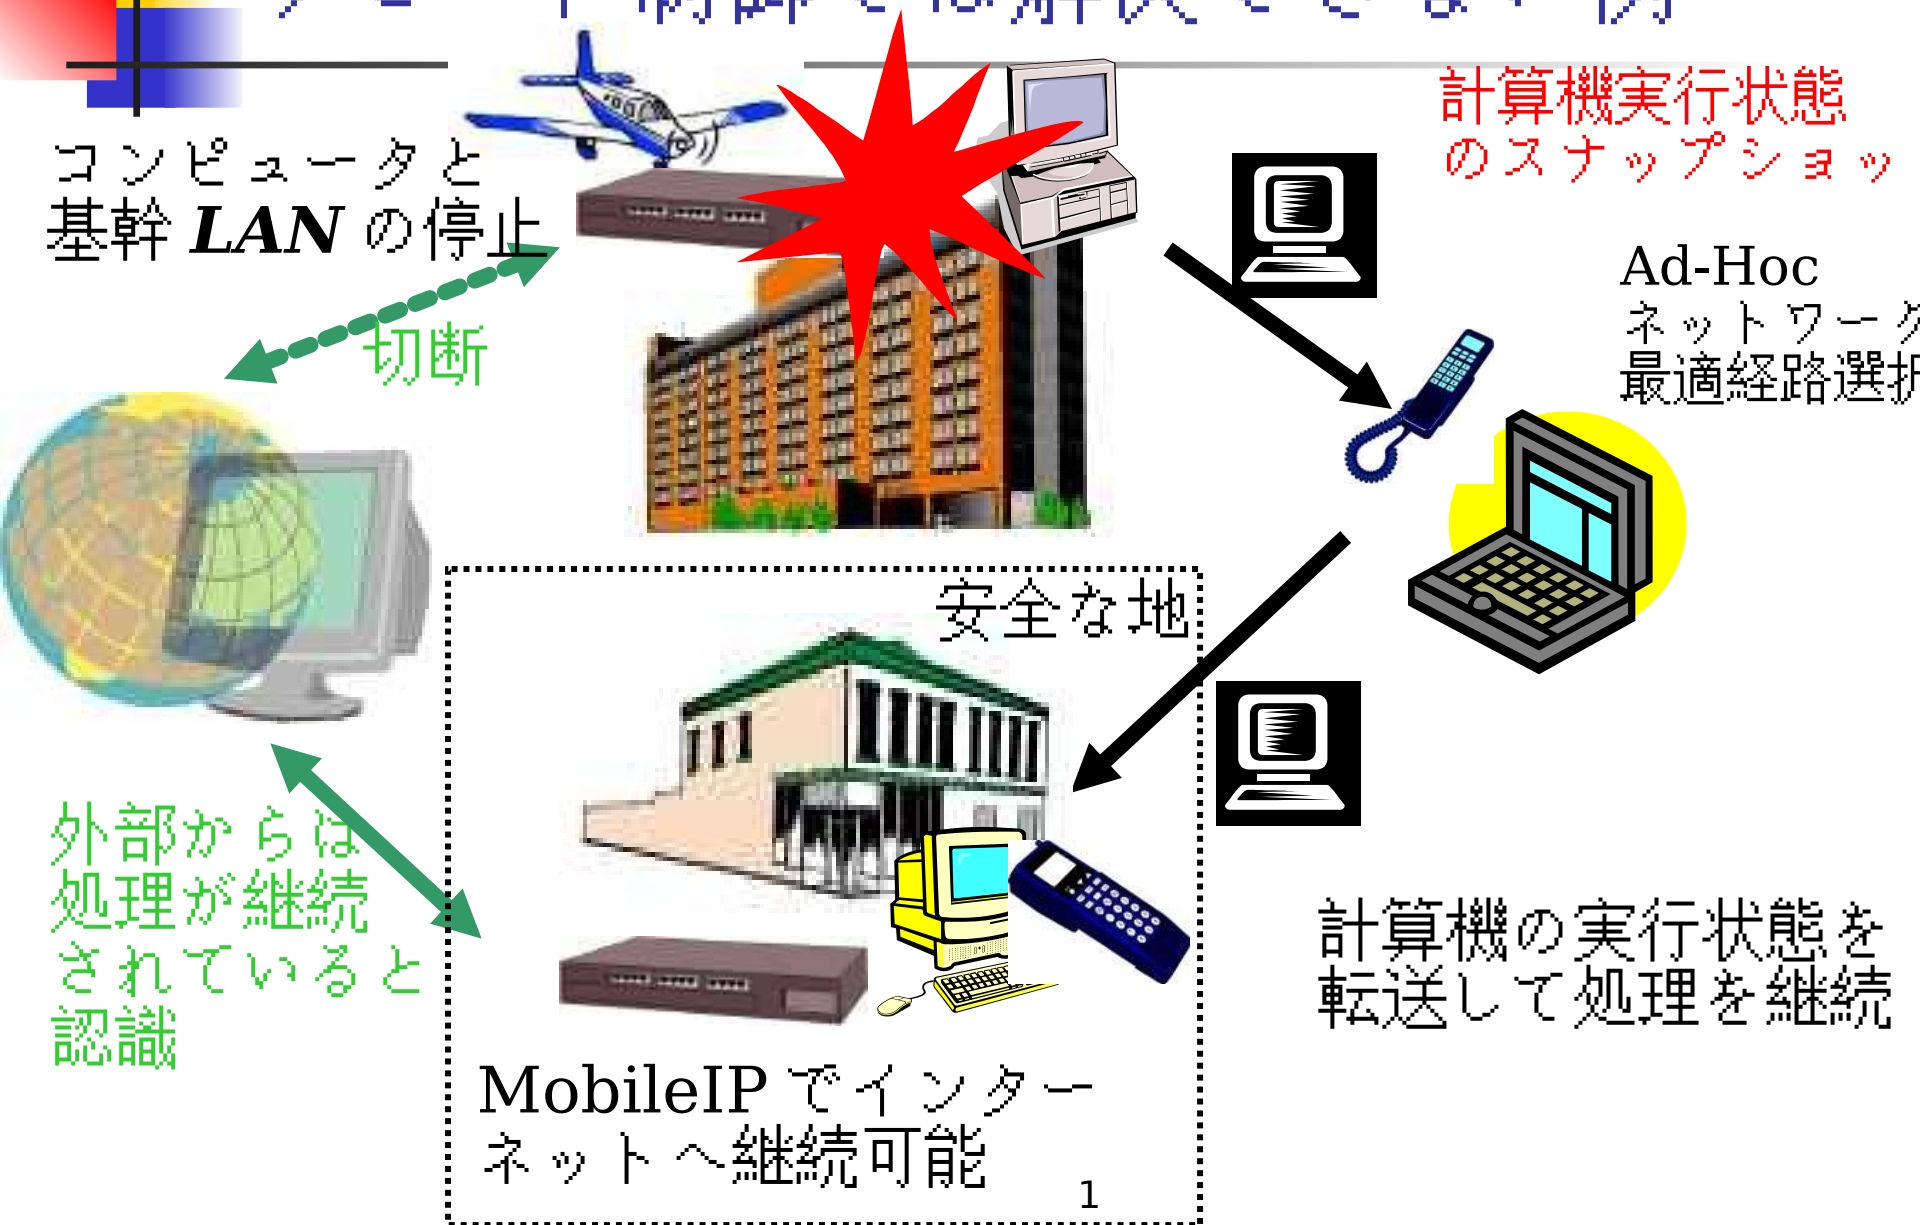 計算機実行状態
のスナップショッ
コンピュータと
基幹 LAN の停止
Ad-Hoc
ネットワーク
最適経路選択
切断
安全な地
外部からは
処理が継続
されていると
認識
計算機の実行状態を
転送して処理を継続
MobileIP でインター
ネットへ継続可能
1